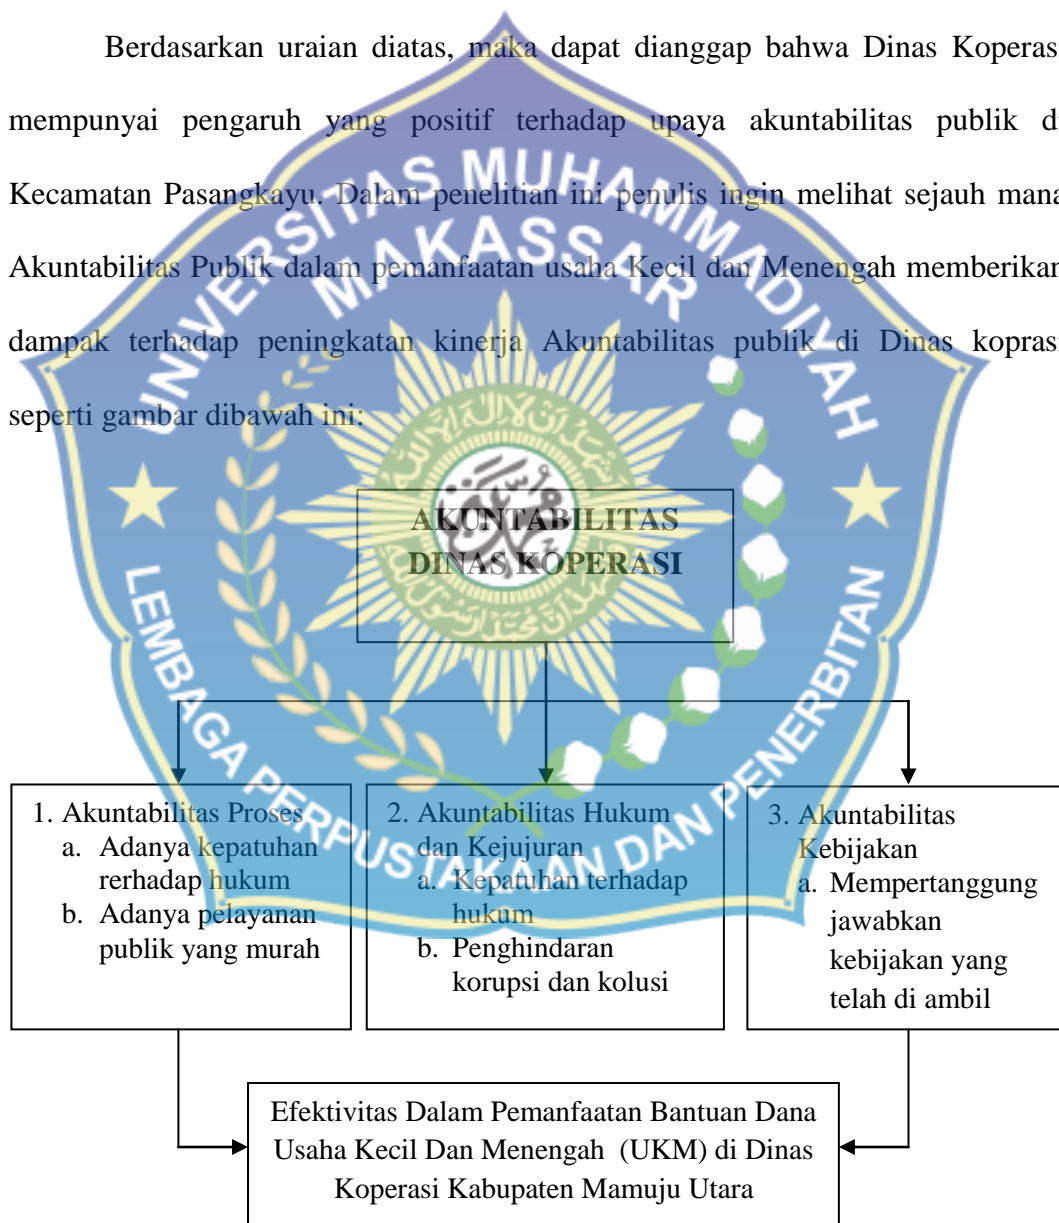 Berdasarkan uraian diatas, maka dapat dianggap bahwa Dinas Koperasi
mempunyai pengaruh yang positif terhadap upaya akuntabilitas publik di
Kecamatan Pasangkayu. Dalam penelitian ini penulis ingin melihat sejauh mana
Akuntabilitas Publik dalam pemanfaatan usaha Kecil dan Menengah memberikan
dampak terhadap peningkatan kinerja Akuntabilitas publik di Dinas koprasi
seperti gambar dibawah ini:
UNIVERSITAS MUHAMMADIYAH
MAKASSAR
LEMBAGA PERPUSTAKAAN DAN PENERBITAN
AKUNTABILITAS
DINAS KOPERASI
1. Akuntabilitas Proses
a. Adanya kepatuhan
rerhadap hukum
b. Adanya pelayanan
publik yang murah
2. Akuntabilitas Hukum
dan Kejujuran
a. Kepatuhan terhadap
hukum
b. Penghindaran
korupsi dan kolusi
3. Akuntabilitas
Kebijakan
a. Mempertanggung
jawabkan
kebijakan yang
telah di ambil
Efektivitas Dalam Pemanfaatan Bantuan Dana
Usaha Kecil Dan Menengah (UKM) di Dinas
Koperasi Kabupaten Mamuju Utara